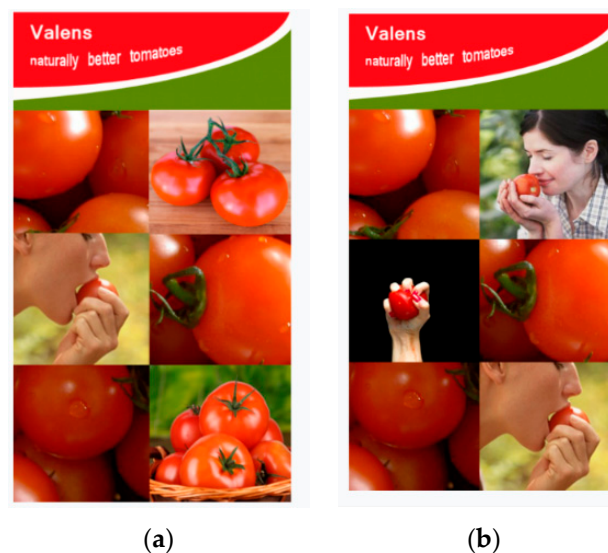 Valens
naturally better tomatoes
Valens
naturally better tomatoes
(a)
(b)